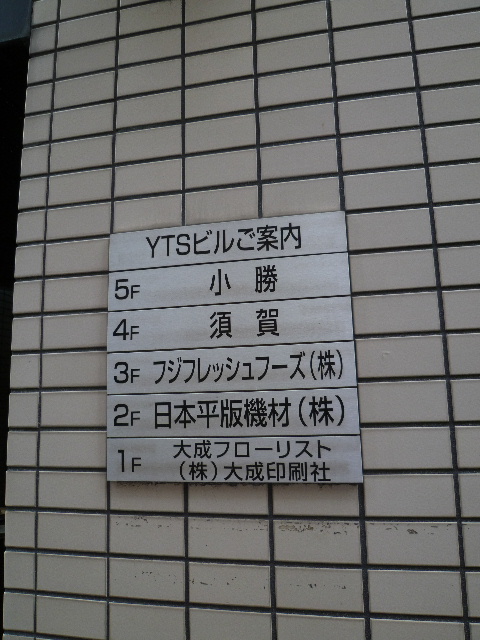 YTSビルご案内
5F 小勝
4F 須賀
3F フジフレッシュフーズ(株)
2F 日本平版機材(株)
1F 大成フローリスト
(株)大成印刷社